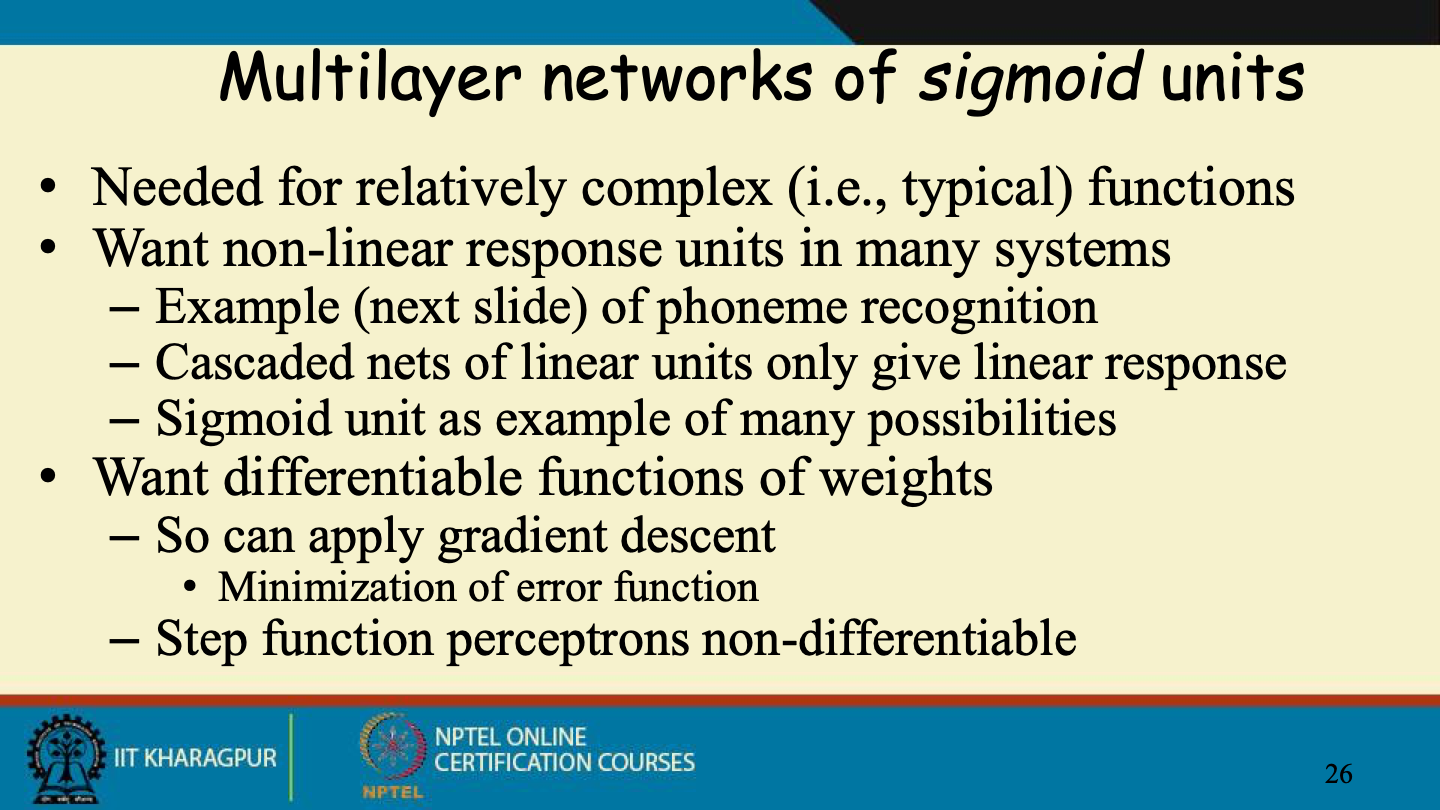 Multilayer networks of sigmoid units
• Needed for relatively complex (i.e., typical) functions
• Want non-linear response units in many systems
– Example (next slide) of phoneme recognition
– Cascaded nets of linear units only give linear response
– Sigmoid unit as example of many possibilities
• Want differentiable functions of weights
– So can apply gradient descent
• Minimization of error function
– Step function perceptrons non-differentiable
IIT KHARAGPUR
NPTEL ONLINE
CERTIFICATION COURSES
NPTEL
26